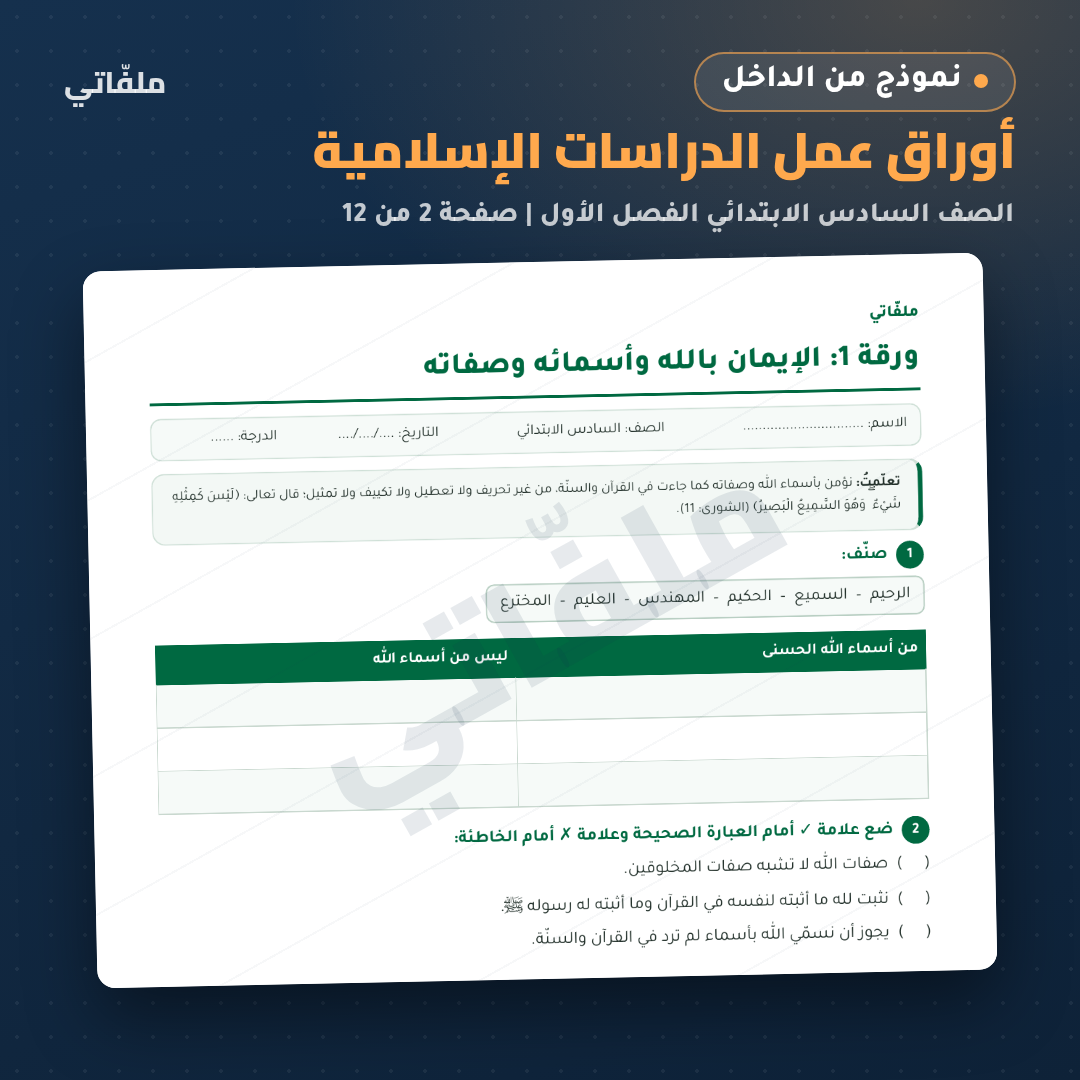 نموذج من الداخل
ملفّاتي
أوراق عمل الدراسات الإسلامية
الصف السادس الابتدائي الفصل الأول | صفحة 2 من 12
ملفّاتي
ورقة 1: الإيمان بالله وأسمائه وصفاته
الاسم: ............................... الصف: السادس الابتدائي التاريخ: ..../..../.... الدرجة: ......
تعلّمتُ: نؤمن بأسماء الله وصفاته كما جاءت في القرآن والسنّة، من غير تحريف ولا تعطيل ولا تكييف ولا تمثيل؛ قال تعالى: ﴿لَيْسَ كَمِثْلِهِ
شَيْءٌ ۖ وَهُوَ السَّمِيعُ الْبَصِيرُ﴾ (الشورى: 11).
1 صنّف:
الرحيم - السميع - الحكيم - المهندس - العليم - المخترع
من أسماء الله الحسنى ليس من أسماء الله
ملفّاتي
2 ضع علامة ✓ أمام العبارة الصحيحة وعلامة ✗ أمام الخاطئة:
( ) صفات الله لا تشبه صفات المخلوقين.
( ) نثبت لله ما أثبته لنفسه في القرآن وما أثبته له رسوله ﷺ.
( ) يجوز أن نسمّي الله بأسماء لم ترد في القرآن والسنّة.